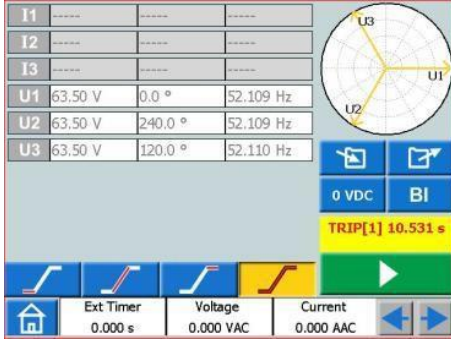 I1 ----- ----- -----
I2 ----- ----- -----
I3 ----- ----- -----
U1 63.50 V 0.0 ° 52.109 Hz
U2 63.50 V 240.0 ° 52.109 Hz
U3 63.50 V 120.0 ° 52.110 Hz
U3
U1
U2
0 VDC BI
TRIP[1] 10.531 s
Ext Timer Voltage Current
0.000 s 0.000 VAC 0.000 AAC